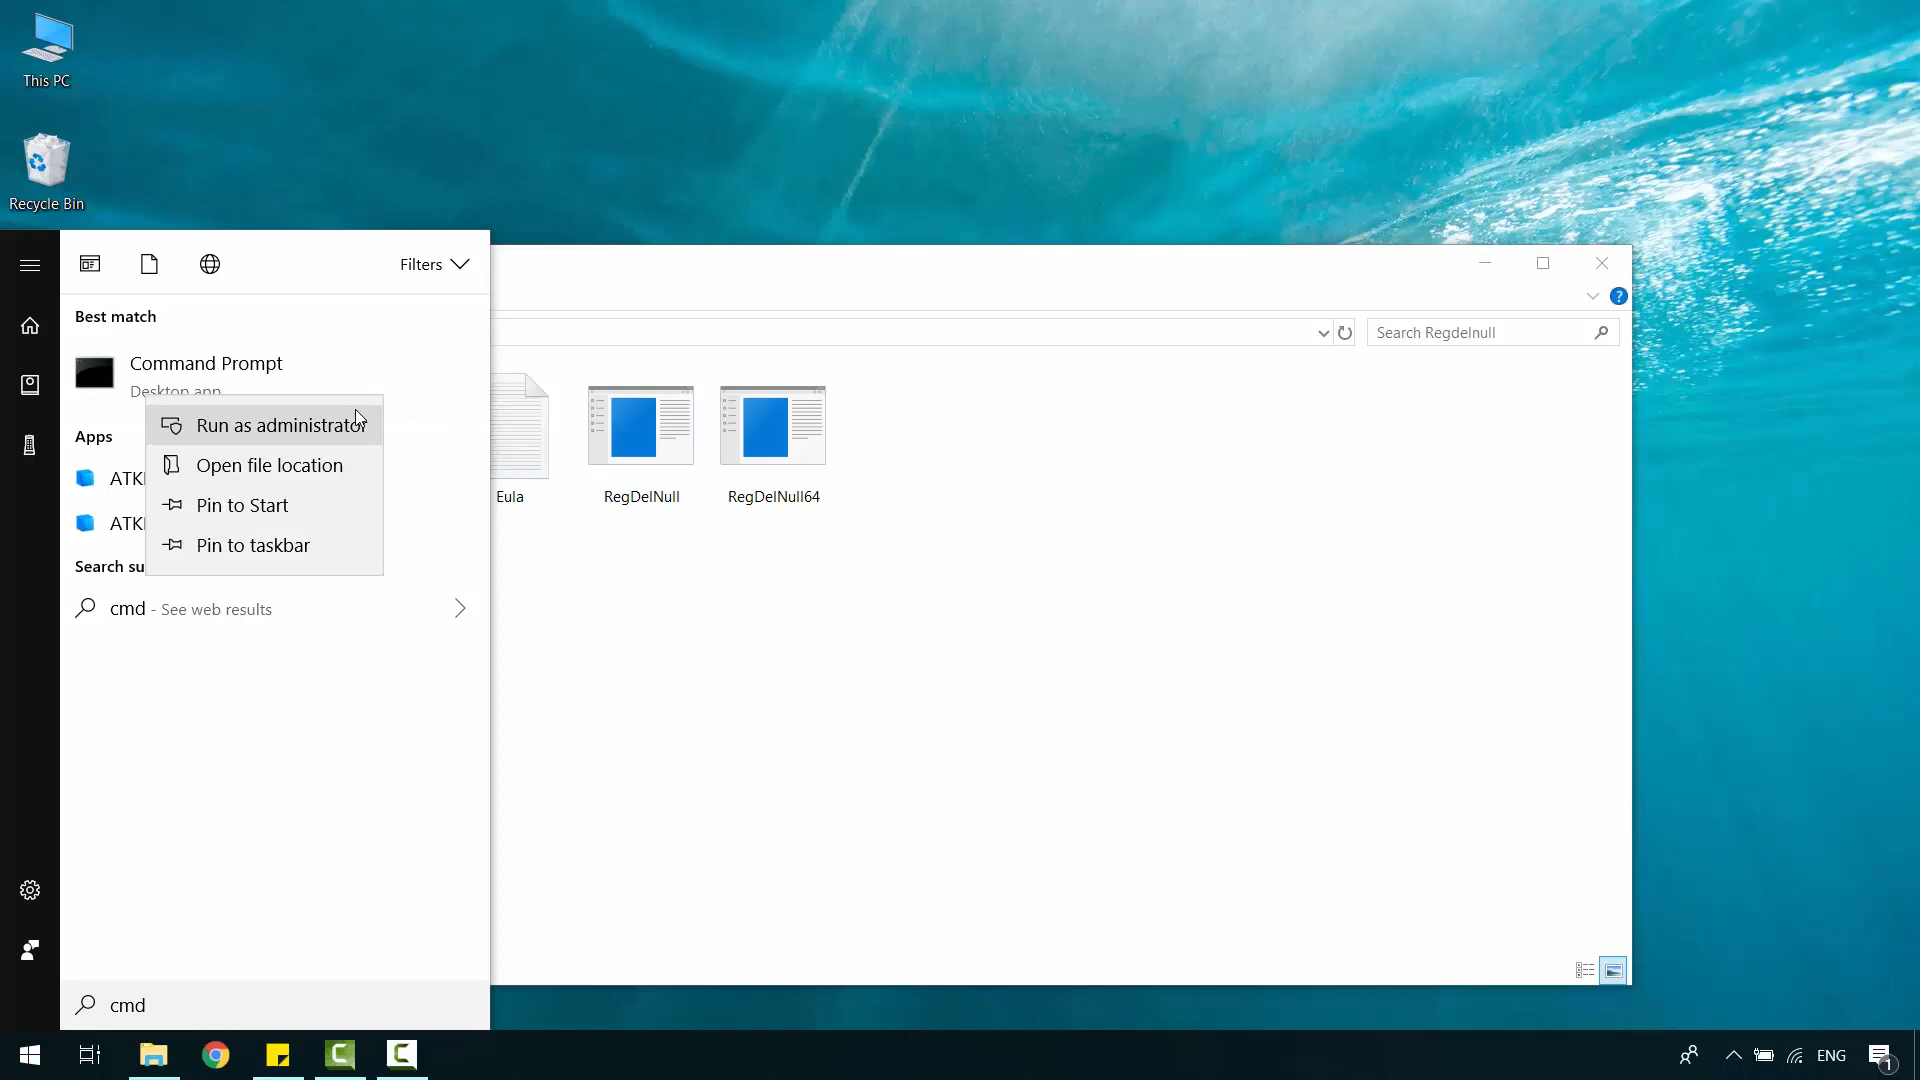 This PC
Recycle Bin
Filters
Best match
Command Prompt
Desktop app
Run as administrator
Apps
Open file location
ATK
Pin to Start
ATK
Pin to taskbar
Search su
cmd - See web results
cmd
Search Regdelnull
Eula
RegDelNull
RegDelNull64
ENG
1